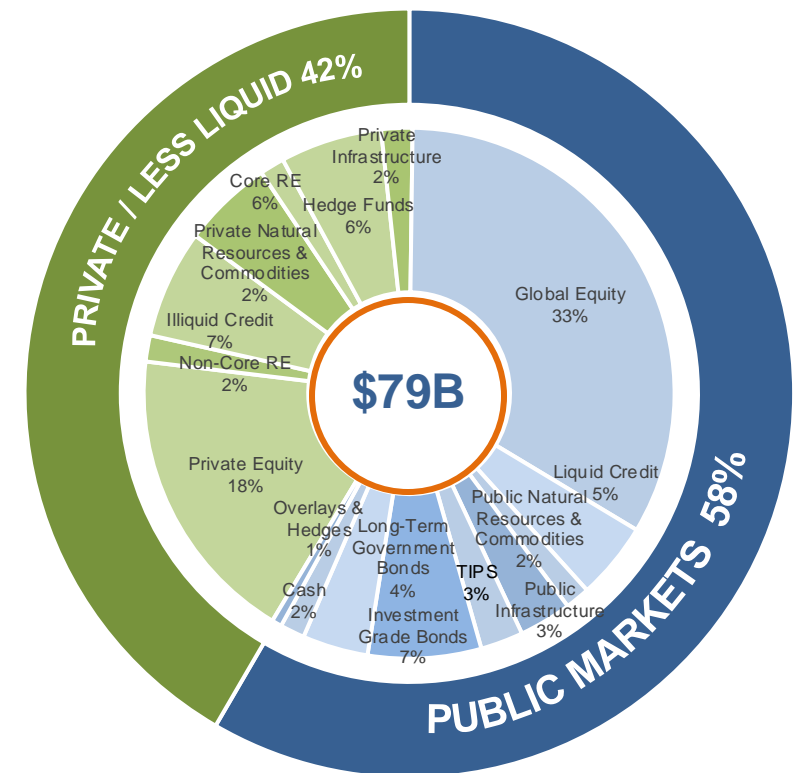 PRIVATE / LESS LIQUID 42%
Private
Infrastructure
2%
Core RE
6%
Hedge Funds
6%
Private Natural
Resources &
Commodities
2%
Illiquid Credit
7%
Non-Core RE
2%
Private Equity
18%
$79B
Global Equity
33%
Liquid Credit
5%
Public Natural
Resources &
Commodities
2%
Public
Infrastructure
3%
TIPS
3%
Investment
Grade Bonds
7%
Long-Term
Government
Bonds
4%
Cash
2%
Overlays &
Hedges
1%
PUBLIC MARKETS 58%